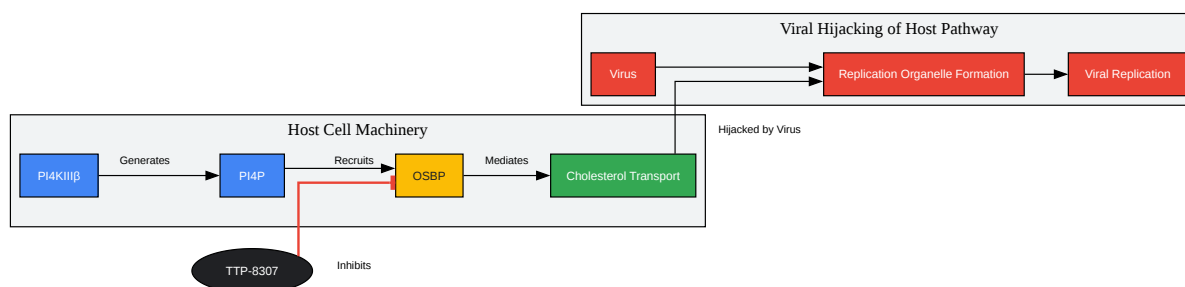 Viral Hijacking of Host Pathway
Virus
Replication Organelle Formation
Viral Replication
Hijacked by Virus
Host Cell Machinery
PI4KIIIβ
Generates
PI4P
Recruits
OSBP
Mediates
Cholesterol Transport
TTP-8307
Inhibits